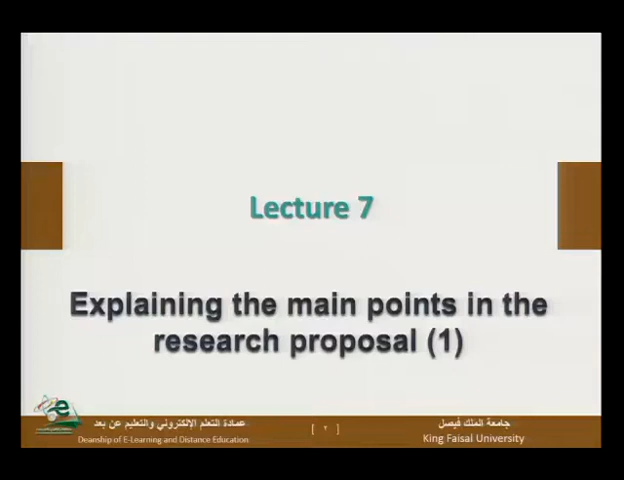 Lecture 7
Explaining the main points in the
research proposal (1)
عمادة التعلم الإلكتروني والتعليم عن بعد
Deanship of E-Learning and Distance Education
[ ٢ ]
جامعة الملك فيصل
King Faisal University